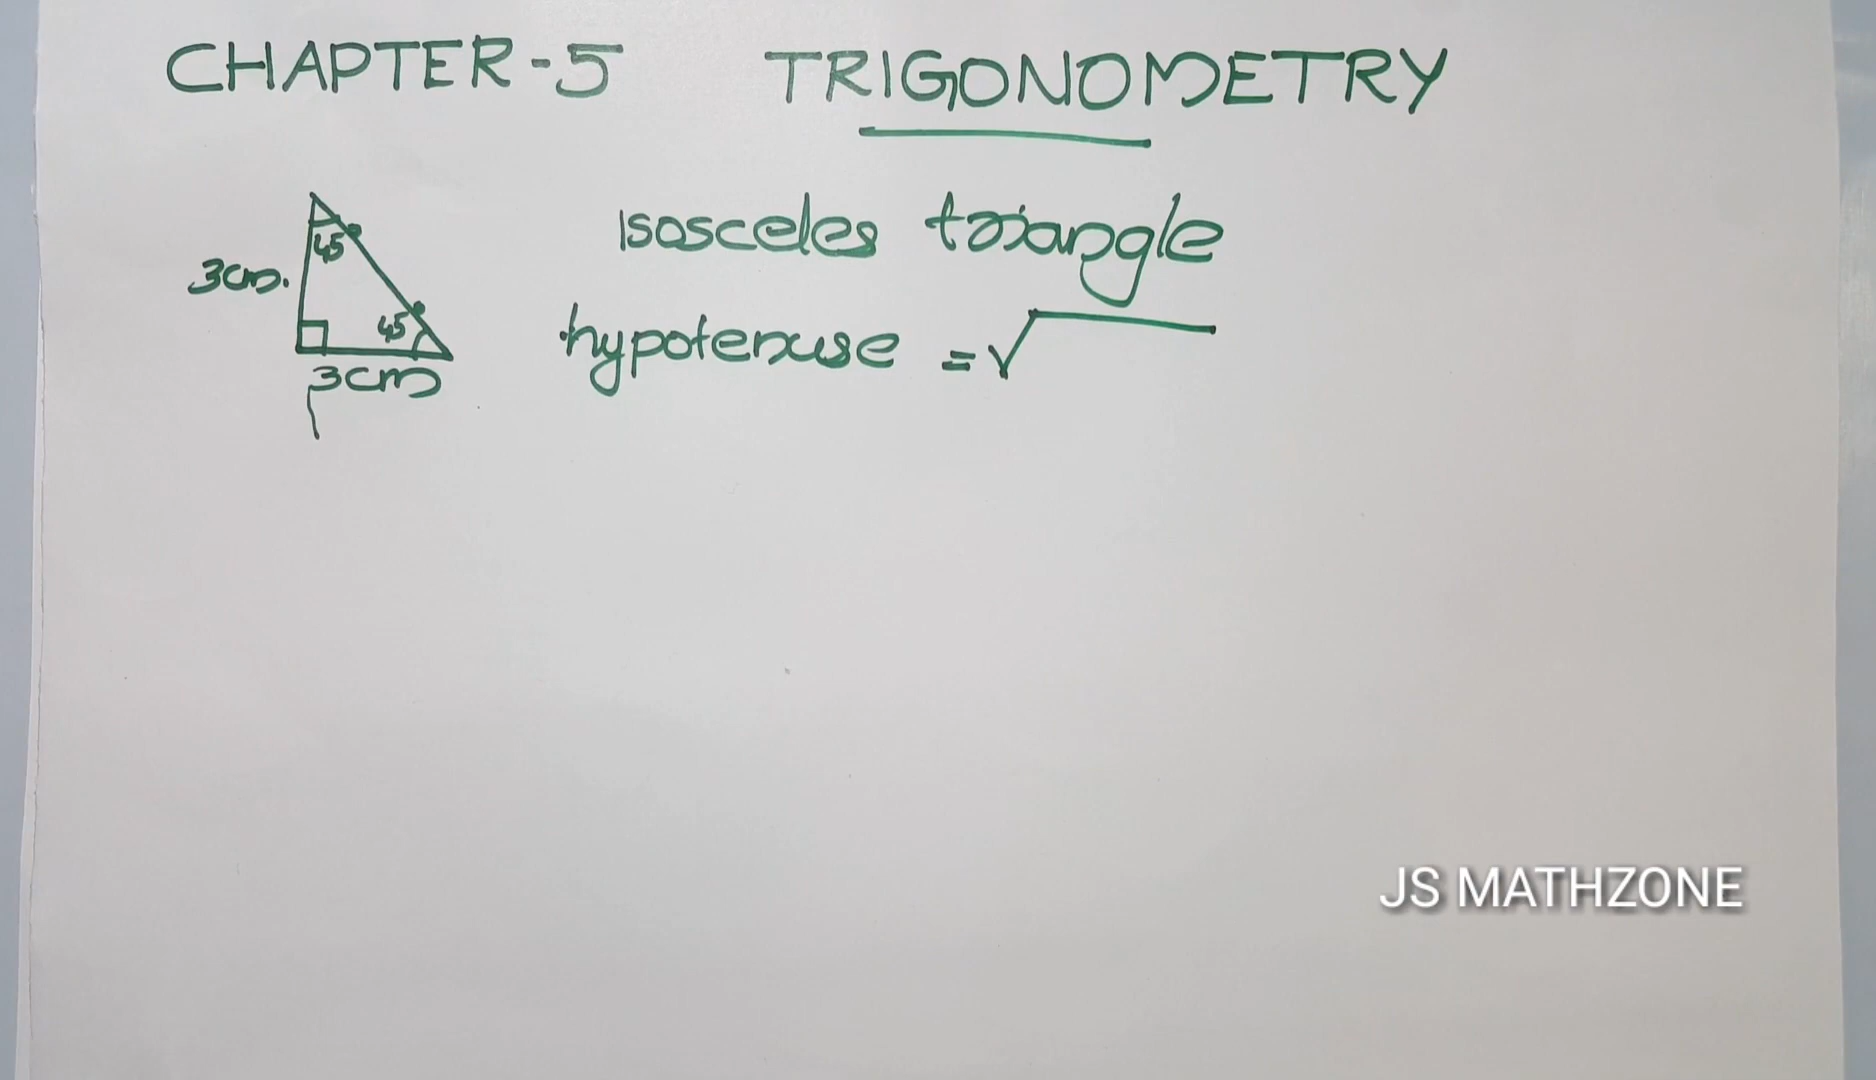 CHAPTER-5 TRIGONOMETRY
isosceles triangle
45
3cm.
45
hypotenuse = √
3cm
JS MATHZONE